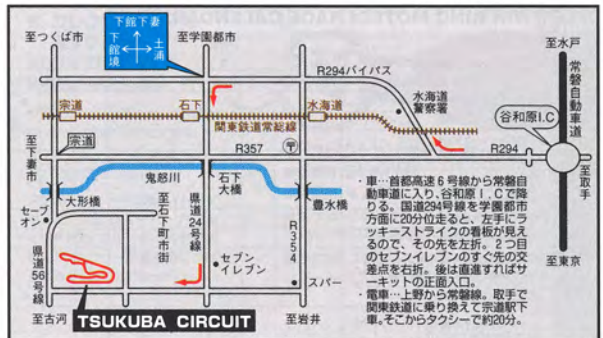 至つくば市
下館 下妻
下館
境
土浦
至学園都市
至水戸
常磐自動車道
R294バイパス
水海道
警察署
谷和原I.C
宗道
石下
水海道
関東鉄道常総線
宗道
R357
〒
R294
至下妻市
至取手
鬼怒川
石下
大橋
大形橋
豊水橋
セーブ
オン
至石下町市街
県道24号線
R354
県道56号線
セブン
イレブン
スパー
至東京
至古河
TSUKUBA CIRCUIT
至岩井
・車…首都高速6号線から常磐自
動車道に入り、谷和原I.Cで降
りる。国道294号線を学園都市
方面に20分位走ると、左手にラ
ッキーストライクの看板が見え
るので、その先を左折。2つ目
のセブンイレブンのすぐ先の交
差点を右折。後は直進すればサ
ーキットの正面入口。
・電車…上野から常磐線。取手で
関東鉄道に乗り換えて宗道駅下
車。そこからタクシーで約20分。